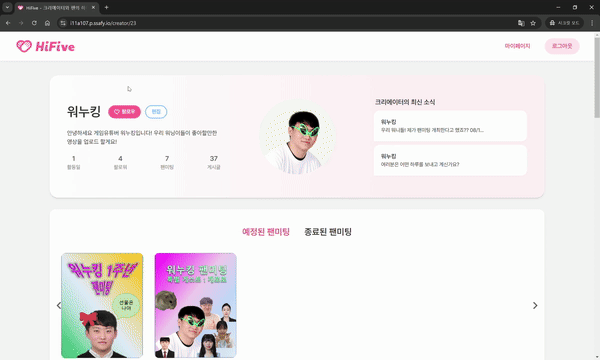 HiFive - 크리에이터와 팬의 하
i11a107.p.ssafy.io/creator/23
시크릿 모드
HiFive
마이페이지
로그아웃
워누킹
팔로우
편집
안녕하세요 게임유튜버 워누킹입니다! 우리 워닝이들이 좋아할만한
영상을 업로드 할게요!
1
4
7
37
활동일
팔로워
팬미팅
게시글
크리에이터의 최신 소식
워누킹
우리 워니들! 제가 팬미팅 개최한다고 했죠?? 08/1...
워누킹
여러분은 어떤 하루를 보내고 계신가요?
예정된 팬미팅
종료된 팬미팅
워누킹 1주년
팬미팅
선물은
나야
워누킹 팬미팅